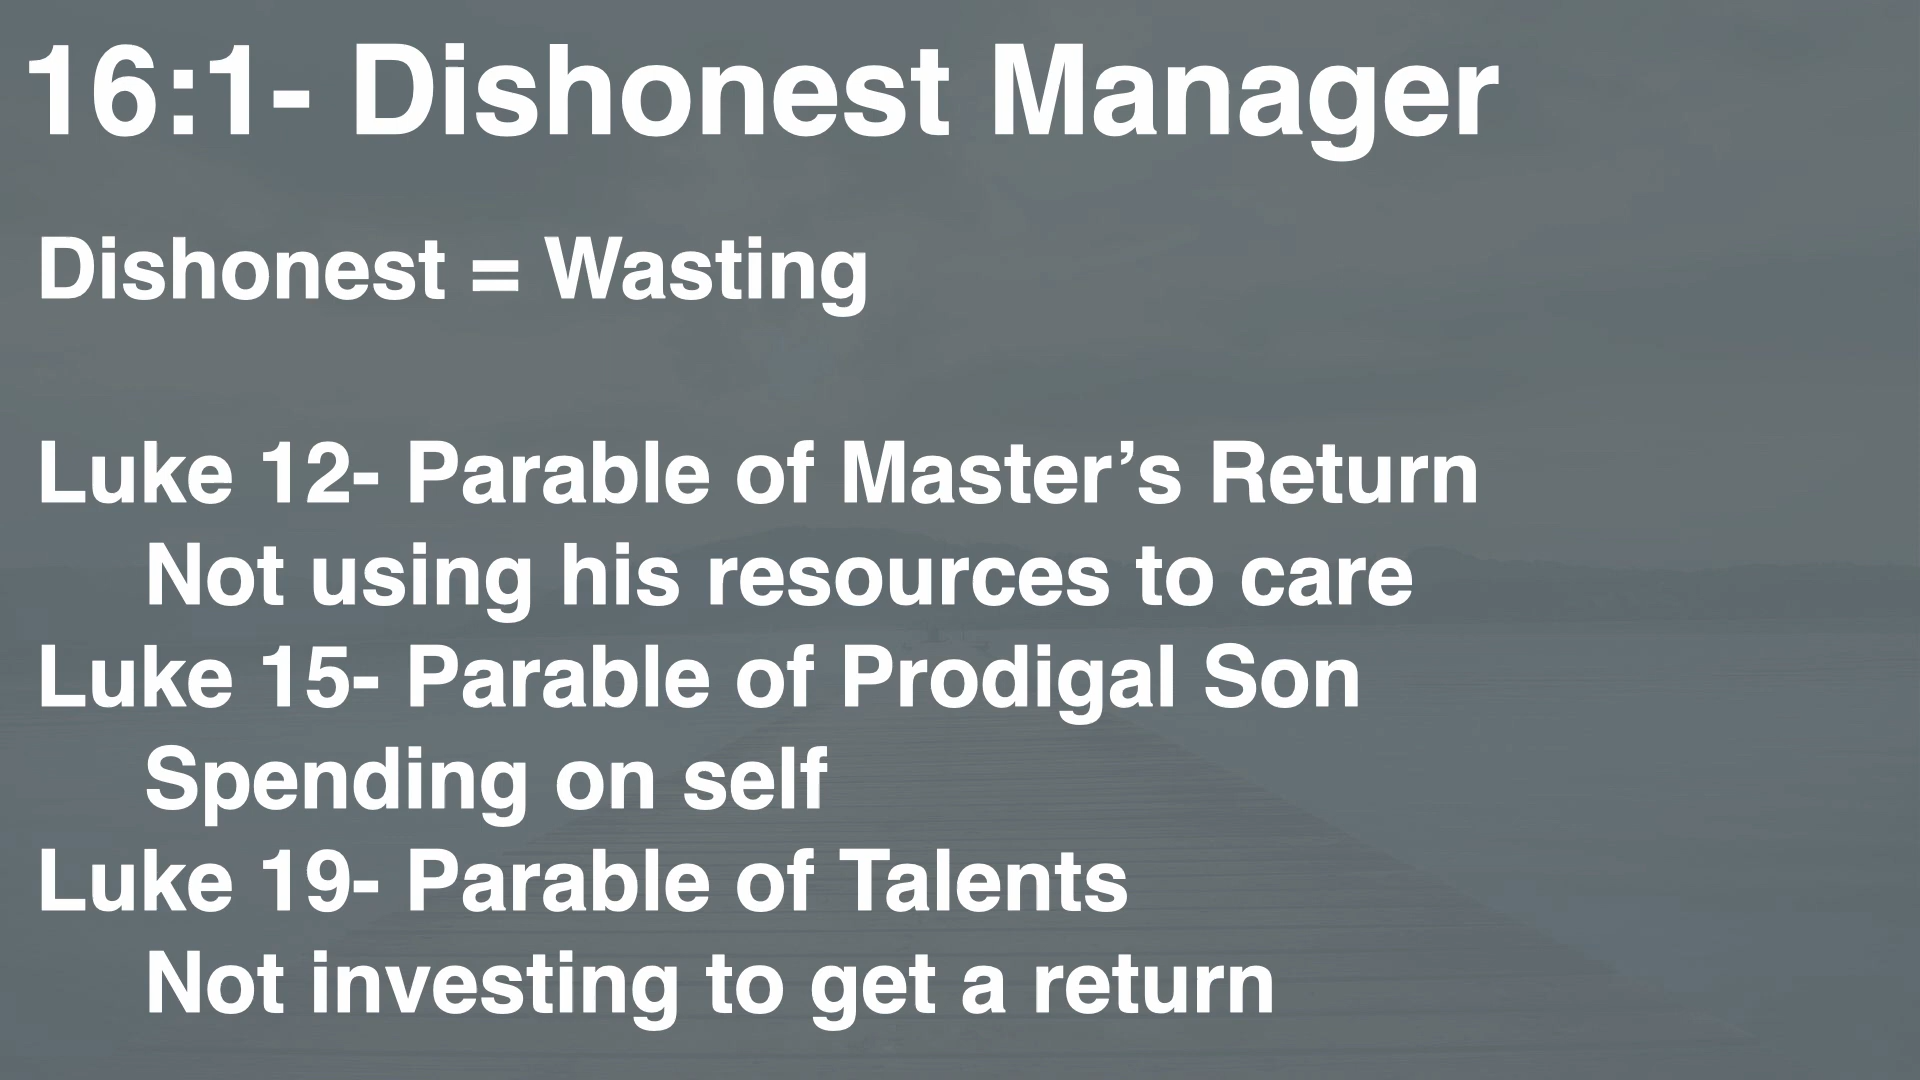 16:1- Dishonest Manager
Dishonest = Wasting
Luke 12- Parable of Master’s Return
Not using his resources to care
Luke 15- Parable of Prodigal Son
Spending on self
Luke 19- Parable of Talents
Not investing to get a return